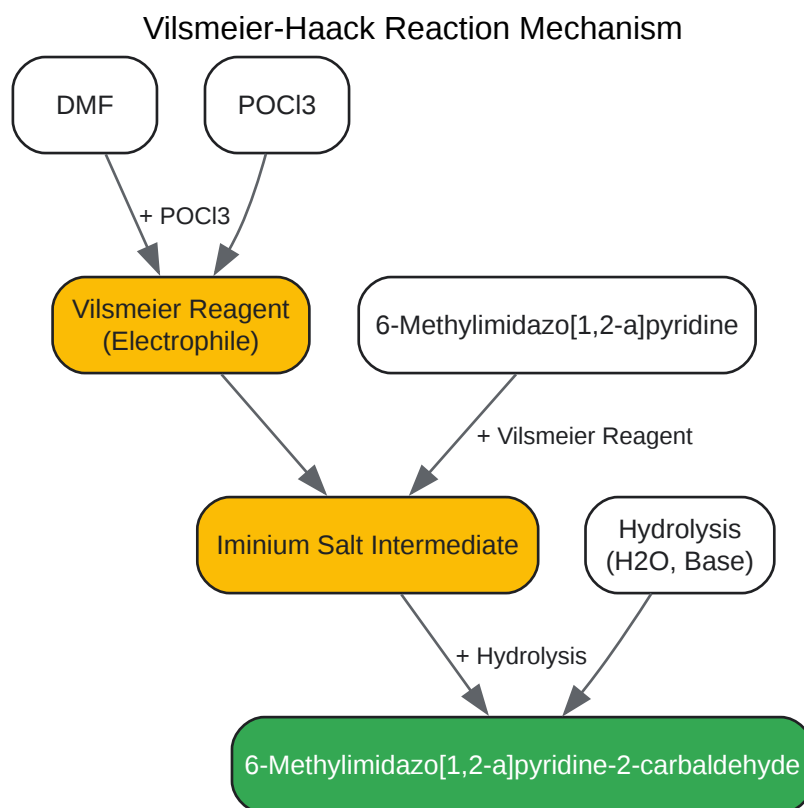 Vilsmeier-Haack Reaction Mechanism
DMF
POCl3
+ POCl3
Vilsmeier Reagent
(Electrophile)
6-Methylimidazo[1,2-a]pyridine
+ Vilsmeier Reagent
Iminium Salt Intermediate
Hydrolysis
(H2O, Base)
+ Hydrolysis
6-Methylimidazo[1,2-a]pyridine-2-carbaldehyde